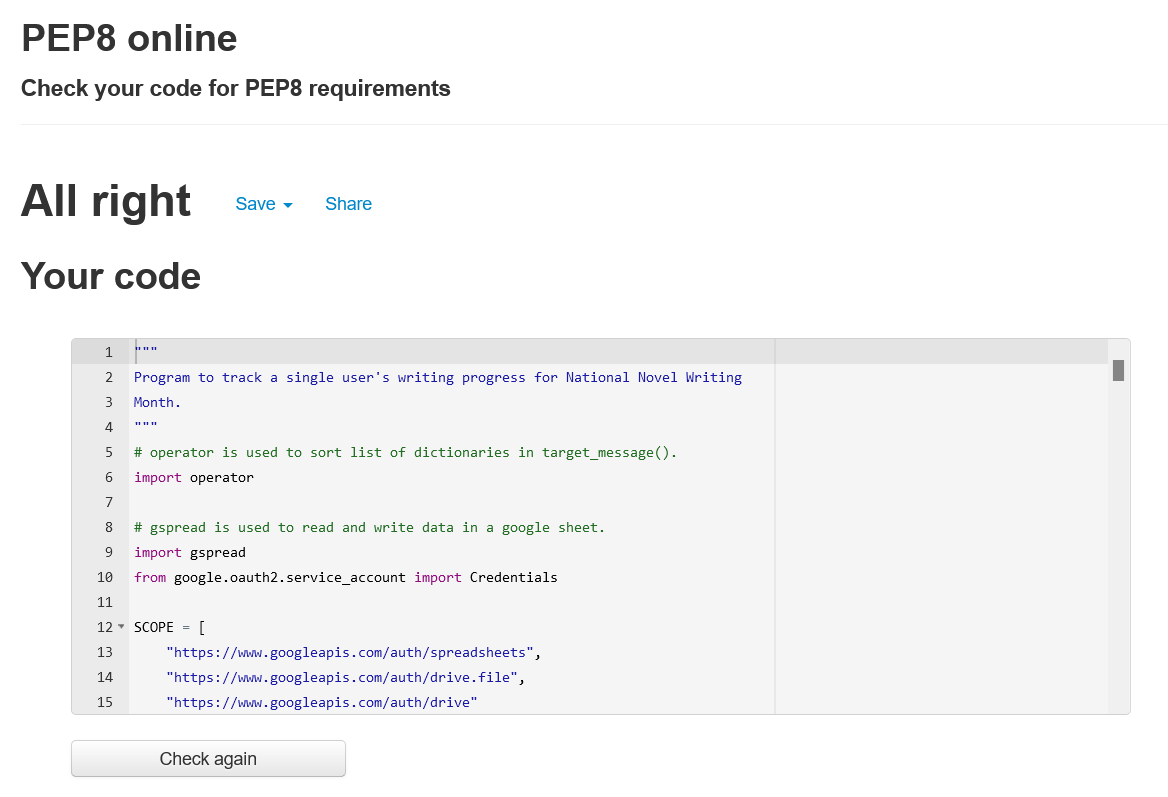 PEP8 online
Check your code for PEP8 requirements
All right Save Share
Your code
1 """
2 Program to track a single user's writing progress for National Novel Writing
3 Month.
4 """
5 # operator is used to sort list of dictionaries in target_message().
6 import operator
7
8 # gspread is used to read and write data in a google sheet.
9 import gspread
10 from google.oauth2.service_account import Credentials
11
12 SCOPE = [
13     "https://www.googleapis.com/auth/spreadsheets",
14     "https://www.googleapis.com/auth/drive.file",
15     "https://www.googleapis.com/auth/drive"
Check again